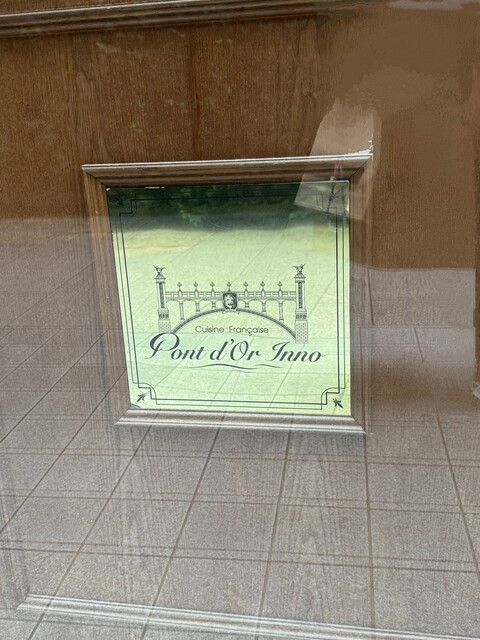 Cuisine Française
Pont d'Or Inno